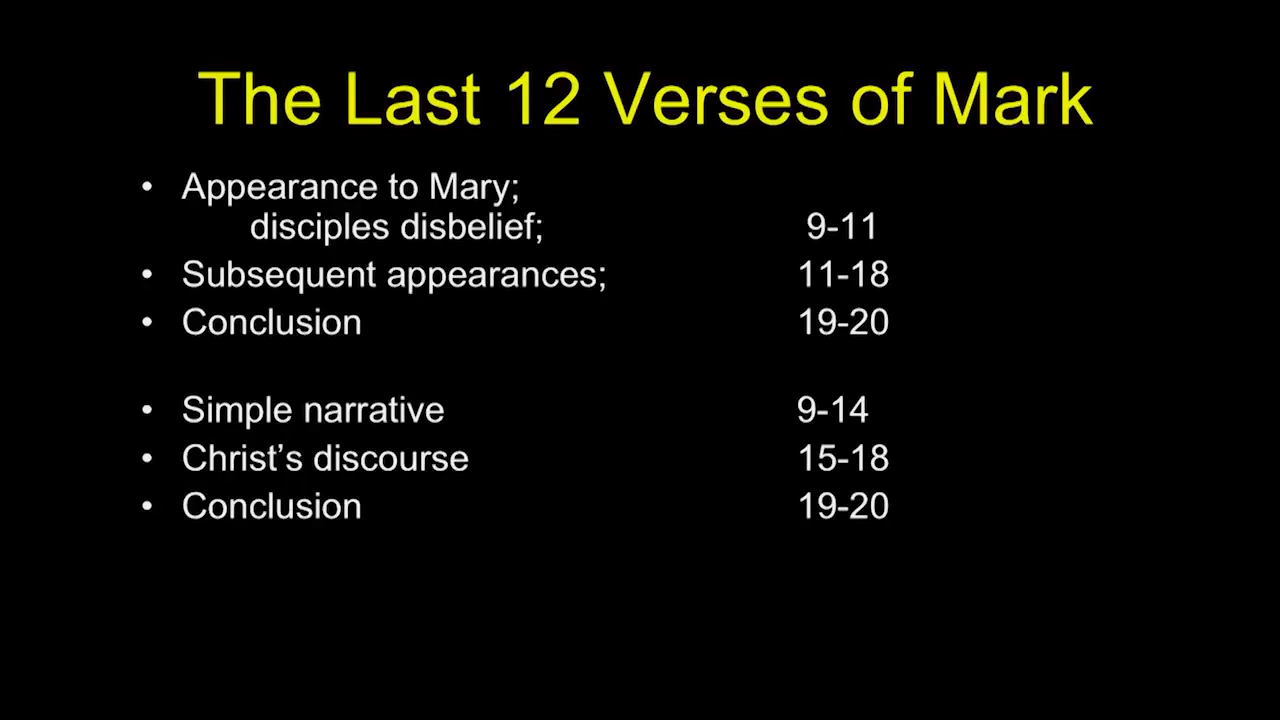 The Last 12 Verses of Mark
• Appearance to Mary;
disciples disbelief; 9-11
• Subsequent appearances; 11-18
• Conclusion 19-20
• Simple narrative 9-14
• Christ’s discourse 15-18
• Conclusion 19-20